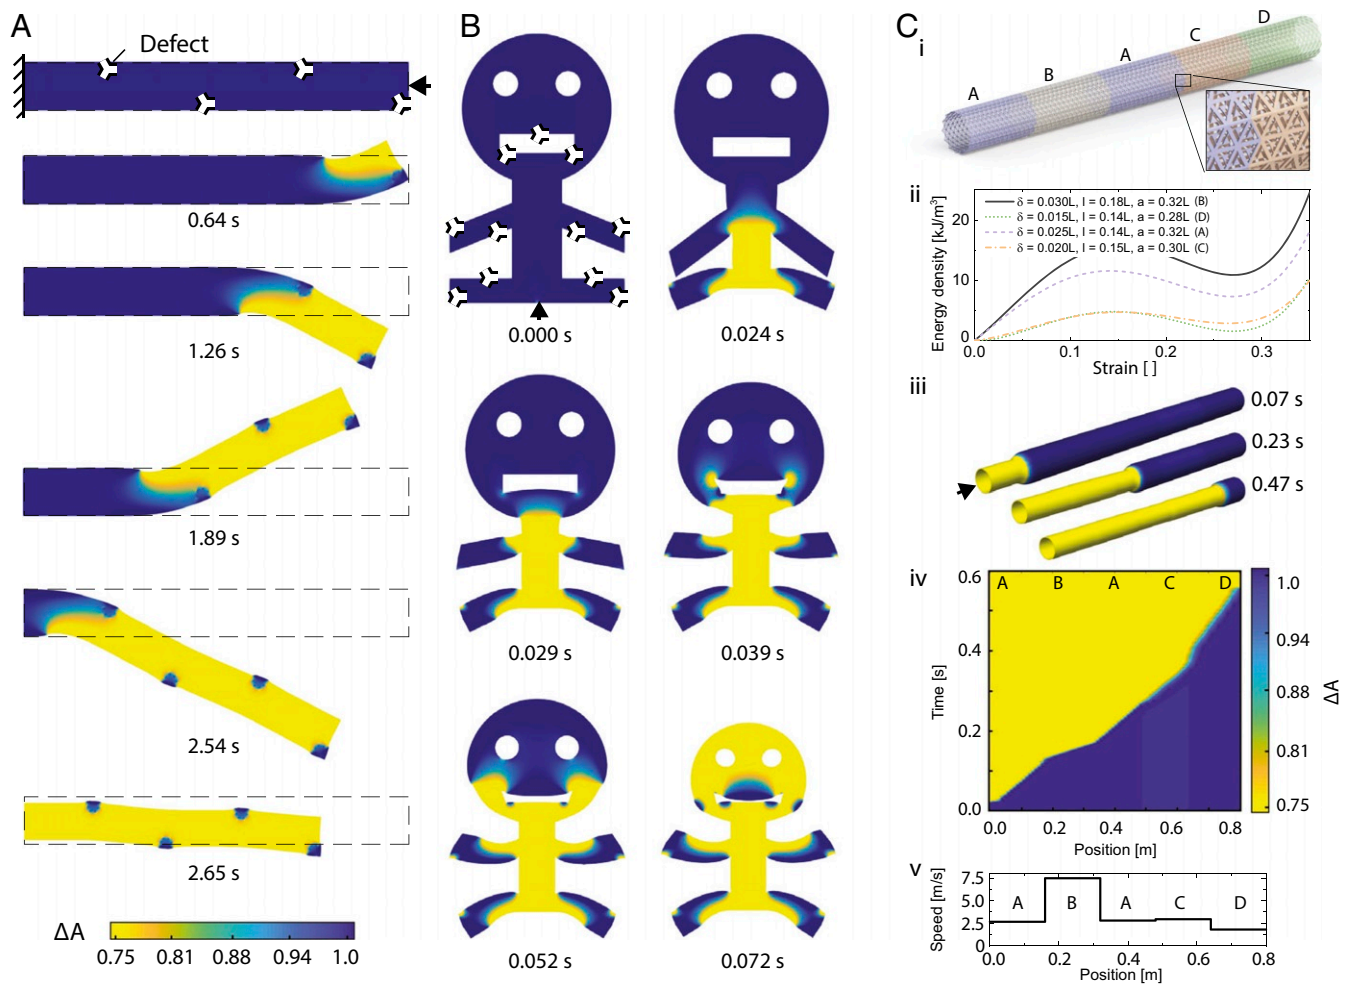 A
Defect
0.64 s
1.26 s
1.89 s
2.54 s
2.65 s
ΔA
0.75 0.81 0.88 0.94 1.0
B
0.000 s 0.024 s
0.029 s 0.039 s
0.052 s 0.072 s
C
i
A B A C D
ii
Energy density [kJ/m³]
20
10
0
δ = 0.030L, l = 0.18L, a = 0.32L (B)
δ = 0.015L, l = 0.14L, a = 0.28L (D)
δ = 0.025L, l = 0.14L, a = 0.32L (A)
δ = 0.020L, l = 0.15L, a = 0.30L (C)
0.0 0.1 0.2 0.3
Strain [ ]
iii
0.07 s
0.23 s
0.47 s
iv
Time [s]
0.6
0.4
0.2
0.0
A B A C D
0.0 0.2 0.4 0.6 0.8
Position [m]
1.0
0.94
0.88
0.81
0.75
ΔA
v
Speed [m/s]
7.5
5.0
2.5
0
A B A C D
0.0 0.2 0.4 0.6 0.8
Position [m]